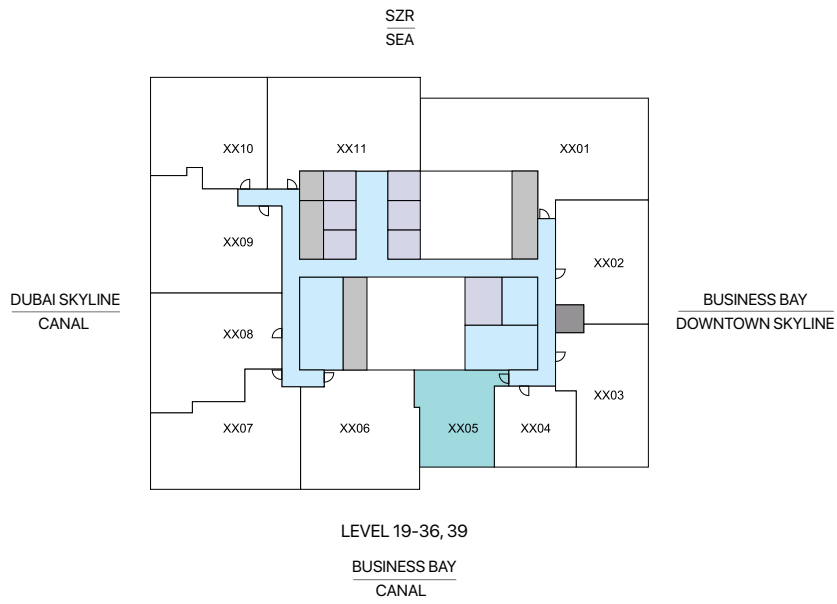 SZR
SEA
XX10
XX11
XX01
XX09
XX02
DUBAI SKYLINE
CANAL
BUSINESS BAY
DOWNTOWN SKYLINE
XX08
XX03
XX07
XX06
XX05
XX04
LEVEL 19-36, 39
BUSINESS BAY
CANAL